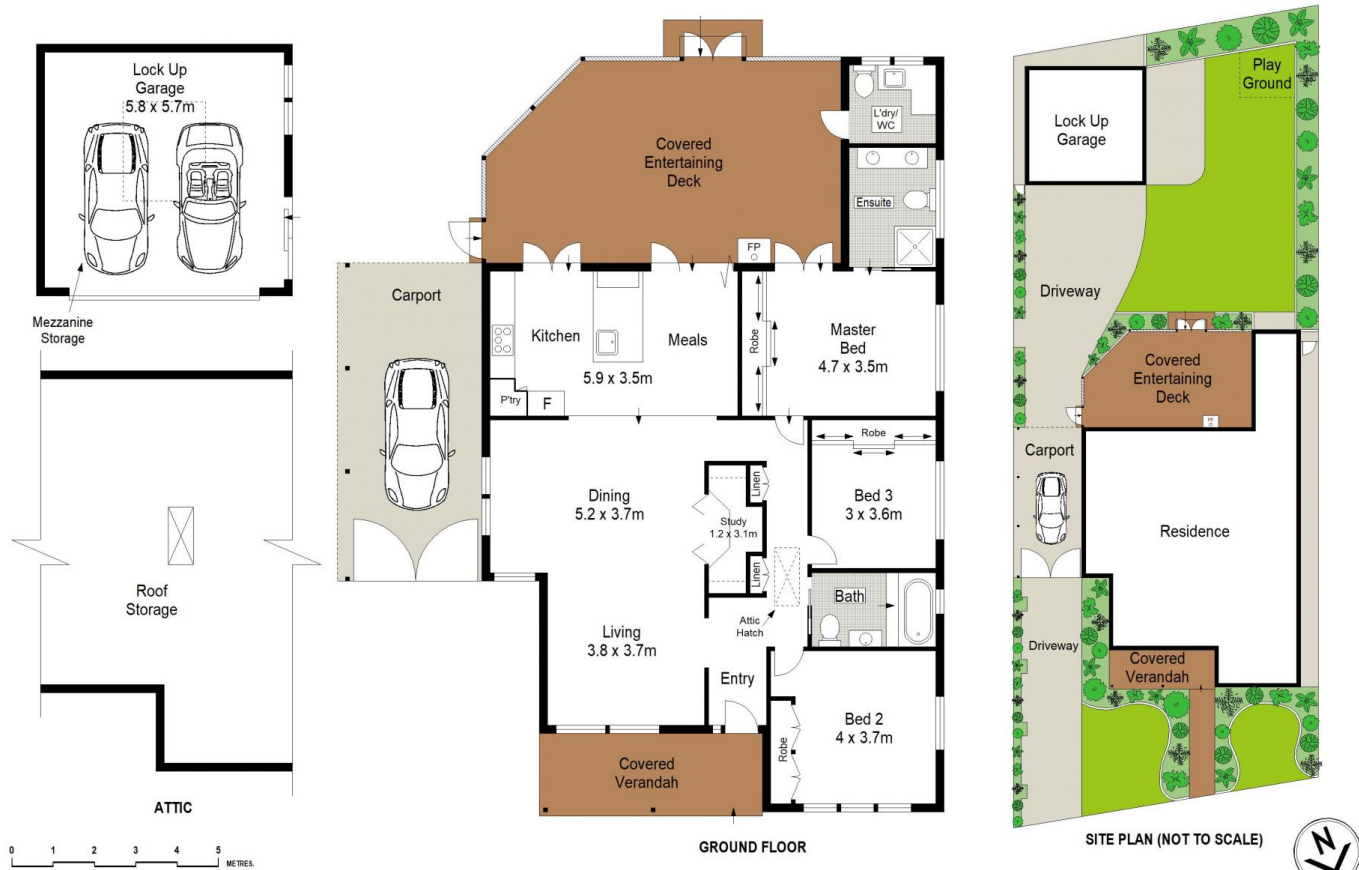 Lock Up
Garage
5.8 x 5.7m
Mezzanine
Storage
Roof
Storage
ATTIC
0 1 2 3 4 5
METRES.
Covered
Entertaining
Deck
L'dry/
WC
Ensuite
FP
Carport
Kitchen
Meals
5.9 x 3.5m
P'try
F
Robe
Master
Bed
4.7 x 3.5m
Robe
Bed 3
3 x 3.6m
Dining
5.2 x 3.7m
Linen
Study
1.2 x 3.1m
Linen
Bath
Attic
Hatch
Living
3.8 x 3.7m
Entry
Robe
Bed 2
4 x 3.7m
Covered
Verandah
GROUND FLOOR
Play
Ground
Lock Up
Garage
Driveway
Covered
Entertaining
Deck
FP
Carport
Residence
Driveway
Covered
Verandah
SITE PLAN (NOT TO SCALE)
N